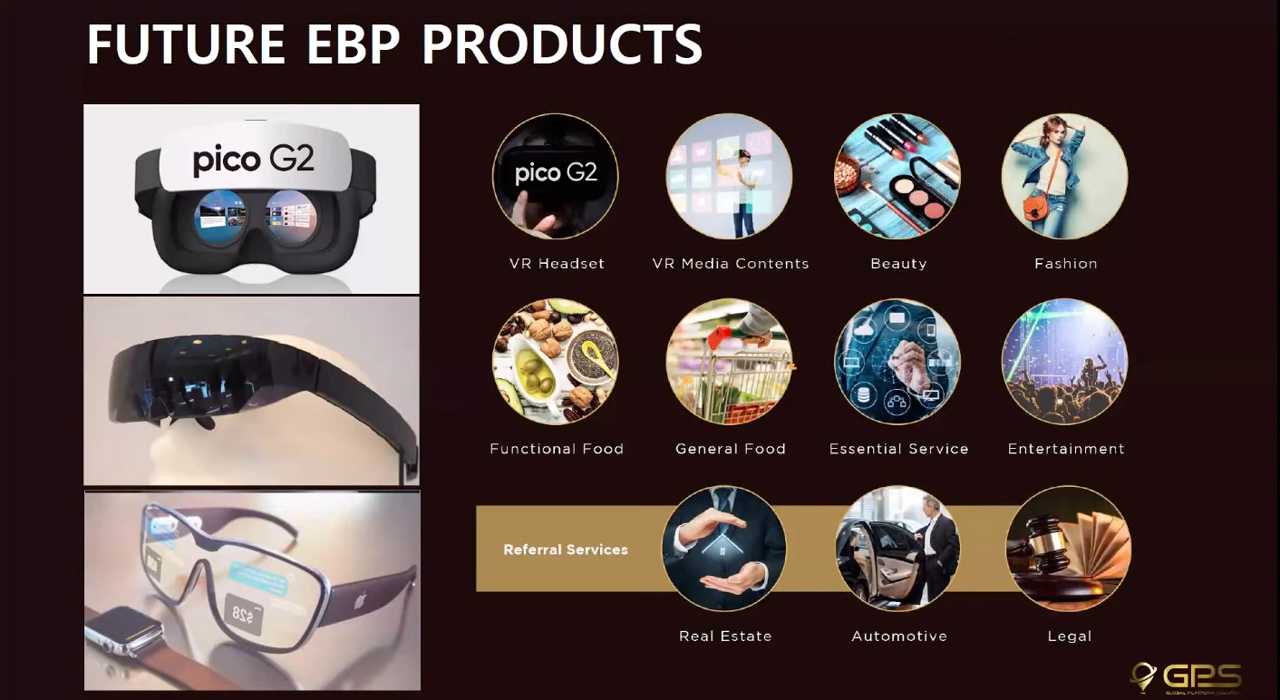 FUTURE EBP PRODUCTS
pico G2
pico G2
VR Headset
VR Media Contents
Beauty
Fashion
Functional Food
General Food
Essential Service
Entertainment
$28
Referral Services
Real Estate
Automotive
Legal
GPS